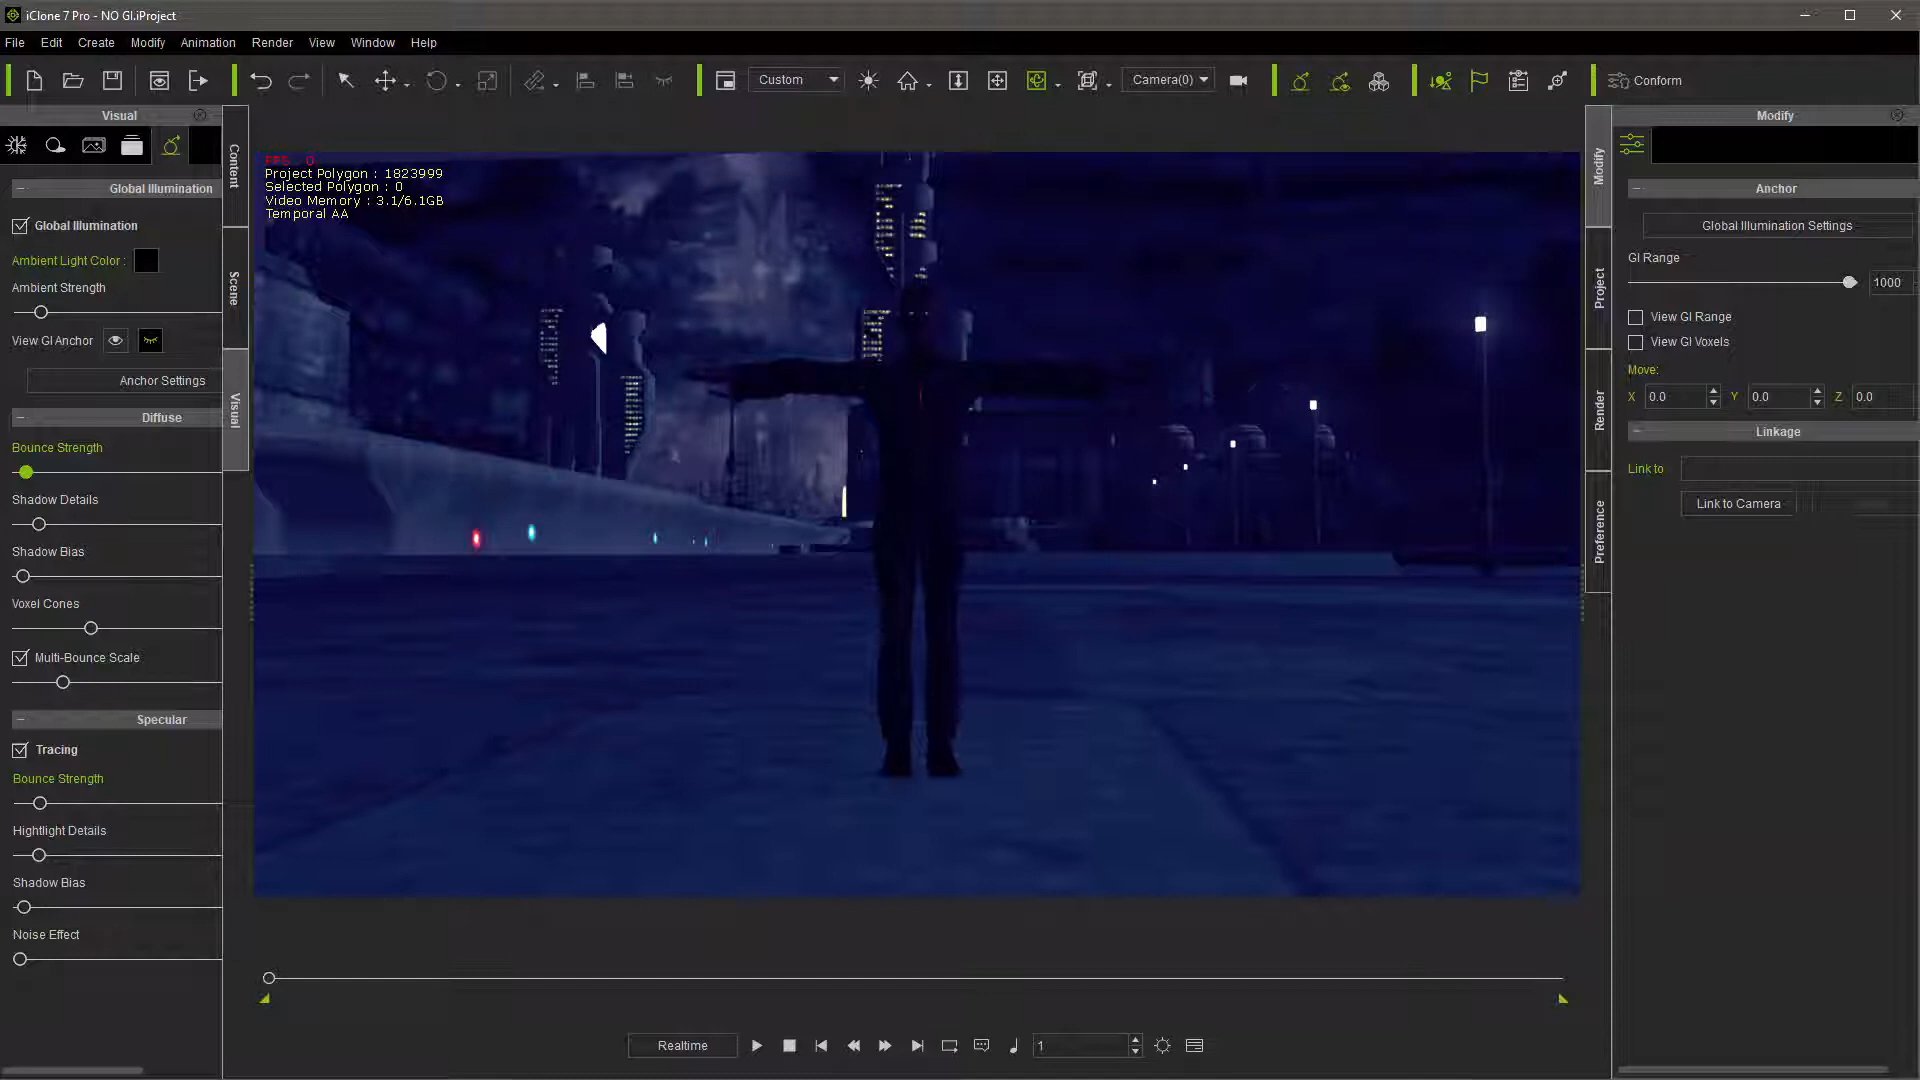 iClone 7 Pro - NO GI.iProject
File Edit Create Modify Animation Render View Window Help
Custom
Camera(0)
Conform
Visual
Global Illumination
Global Illumination
Ambient Light Color :
Ambient Strength
View GI Anchor
Anchor Settings
Diffuse
Bounce Strength
Shadow Details
Shadow Bias
Voxel Cones
Multi-Bounce Scale
Specular
Tracing
Bounce Strength
Hightlight Details
Shadow Bias
Noise Effect
Content
Scene
Visual
FPS : 0
Project Polygon : 1823999
Selected Polygon : 0
Video Memory : 3.1/6.1GB
Temporal AA
Realtime
1
Modify
Project
Render
Preference
Modify
Anchor
Global Illumination Settings
GI Range
1000
View GI Range
View GI Voxels
Move:
X 0.0 Y 0.0 Z 0.0
Linkage
Link to
Link to Camera